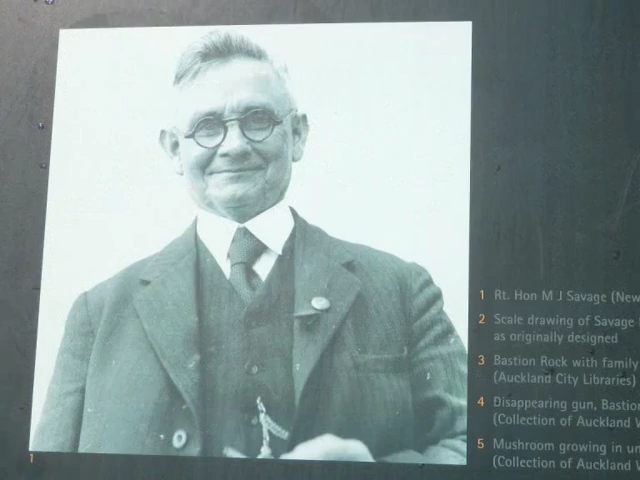 1
1 Rt. Hon M J Savage (New
2 Scale drawing of Savage
as originally designed
3 Bastion Rock with family
(Auckland City Libraries)
4 Disappearing gun, Bastion
(Collection of Auckland
5 Mushroom growing in un
(Collection of Auckland